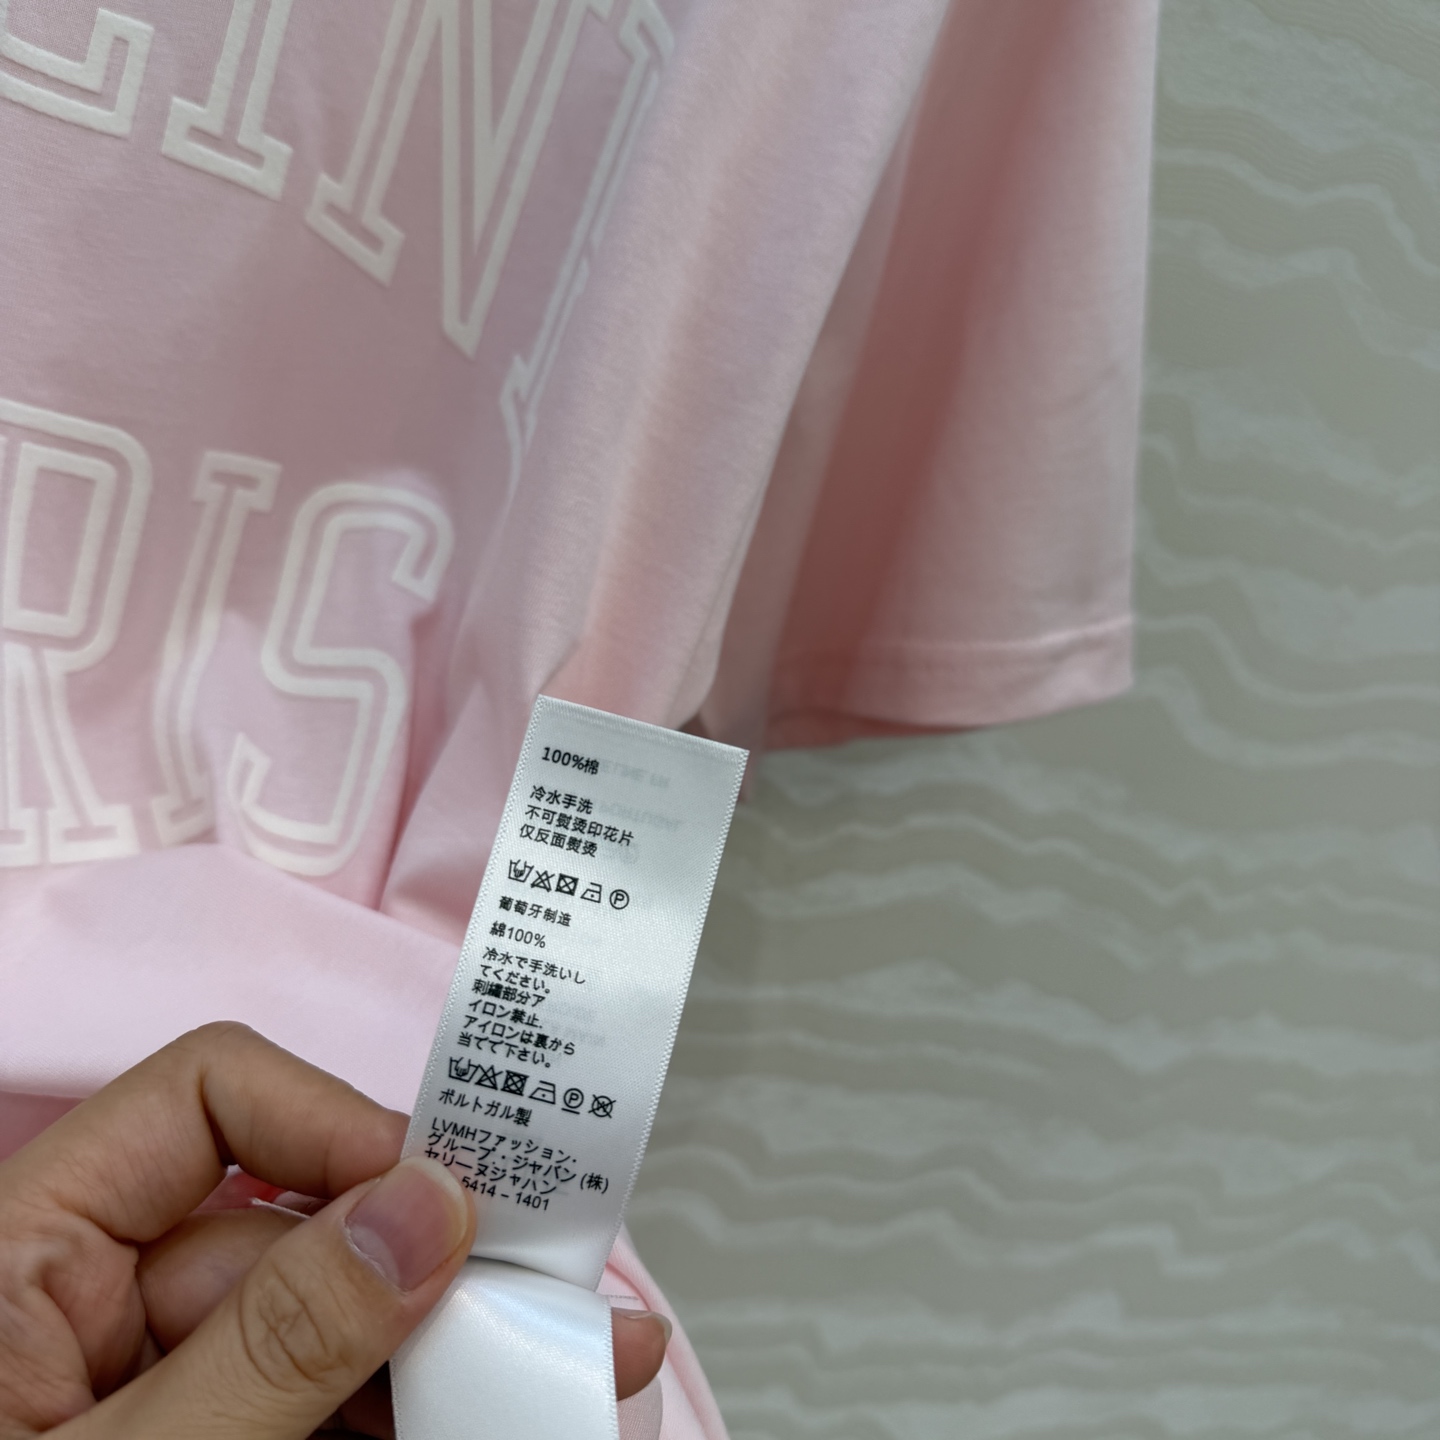 LINE
RIS
100%棉
冷水手洗
不可熨烫印花片
仅反面熨烫
P
葡萄牙制造
綿100%
冷水で手洗いし
てください。
刺繍部分ア
イロン禁止.
アイロンは裏から
当てて下さい。
P
W
ポルトガル製
LVMHファッション・
グループ・ジャパン (株)
セリーヌジャパン
5414-1401